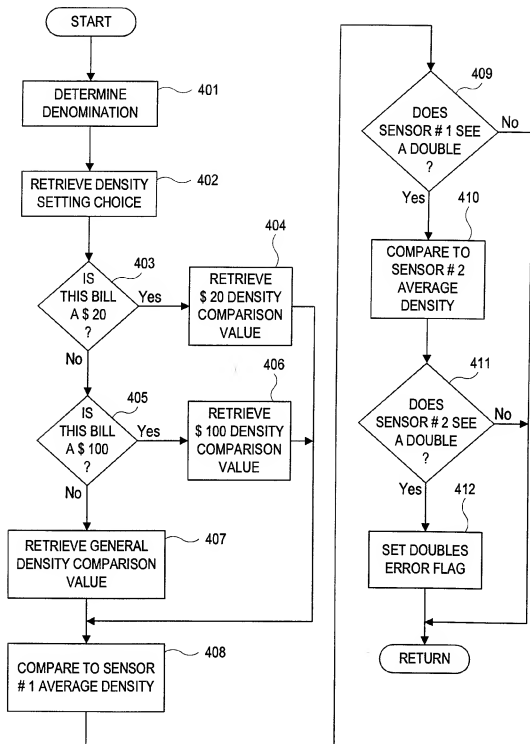 START
DETERMINE
DENOMINATION
401
RETRIEVE DENSITY
SETTING CHOICE
402
IS
THIS BILL
A $ 20
?
403
Yes
No
404
RETRIEVE
$ 20 DENSITY
COMPARISON
VALUE
IS
THIS BILL
A $ 100
?
405
Yes
No
406
RETRIEVE
$ 100 DENSITY
COMPARISON
VALUE
RETRIEVE GENERAL
DENSITY COMPARISON
VALUE
407
COMPARE TO SENSOR
# 1 AVERAGE DENSITY
408
DOES
SENSOR # 1 SEE
A DOUBLE
?
409
No
Yes
410
COMPARE TO
SENSOR # 2
AVERAGE
DENSITY
411
DOES
SENSOR # 2 SEE
A DOUBLE
?
No
Yes
412
SET DOUBLES
ERROR FLAG
RETURN